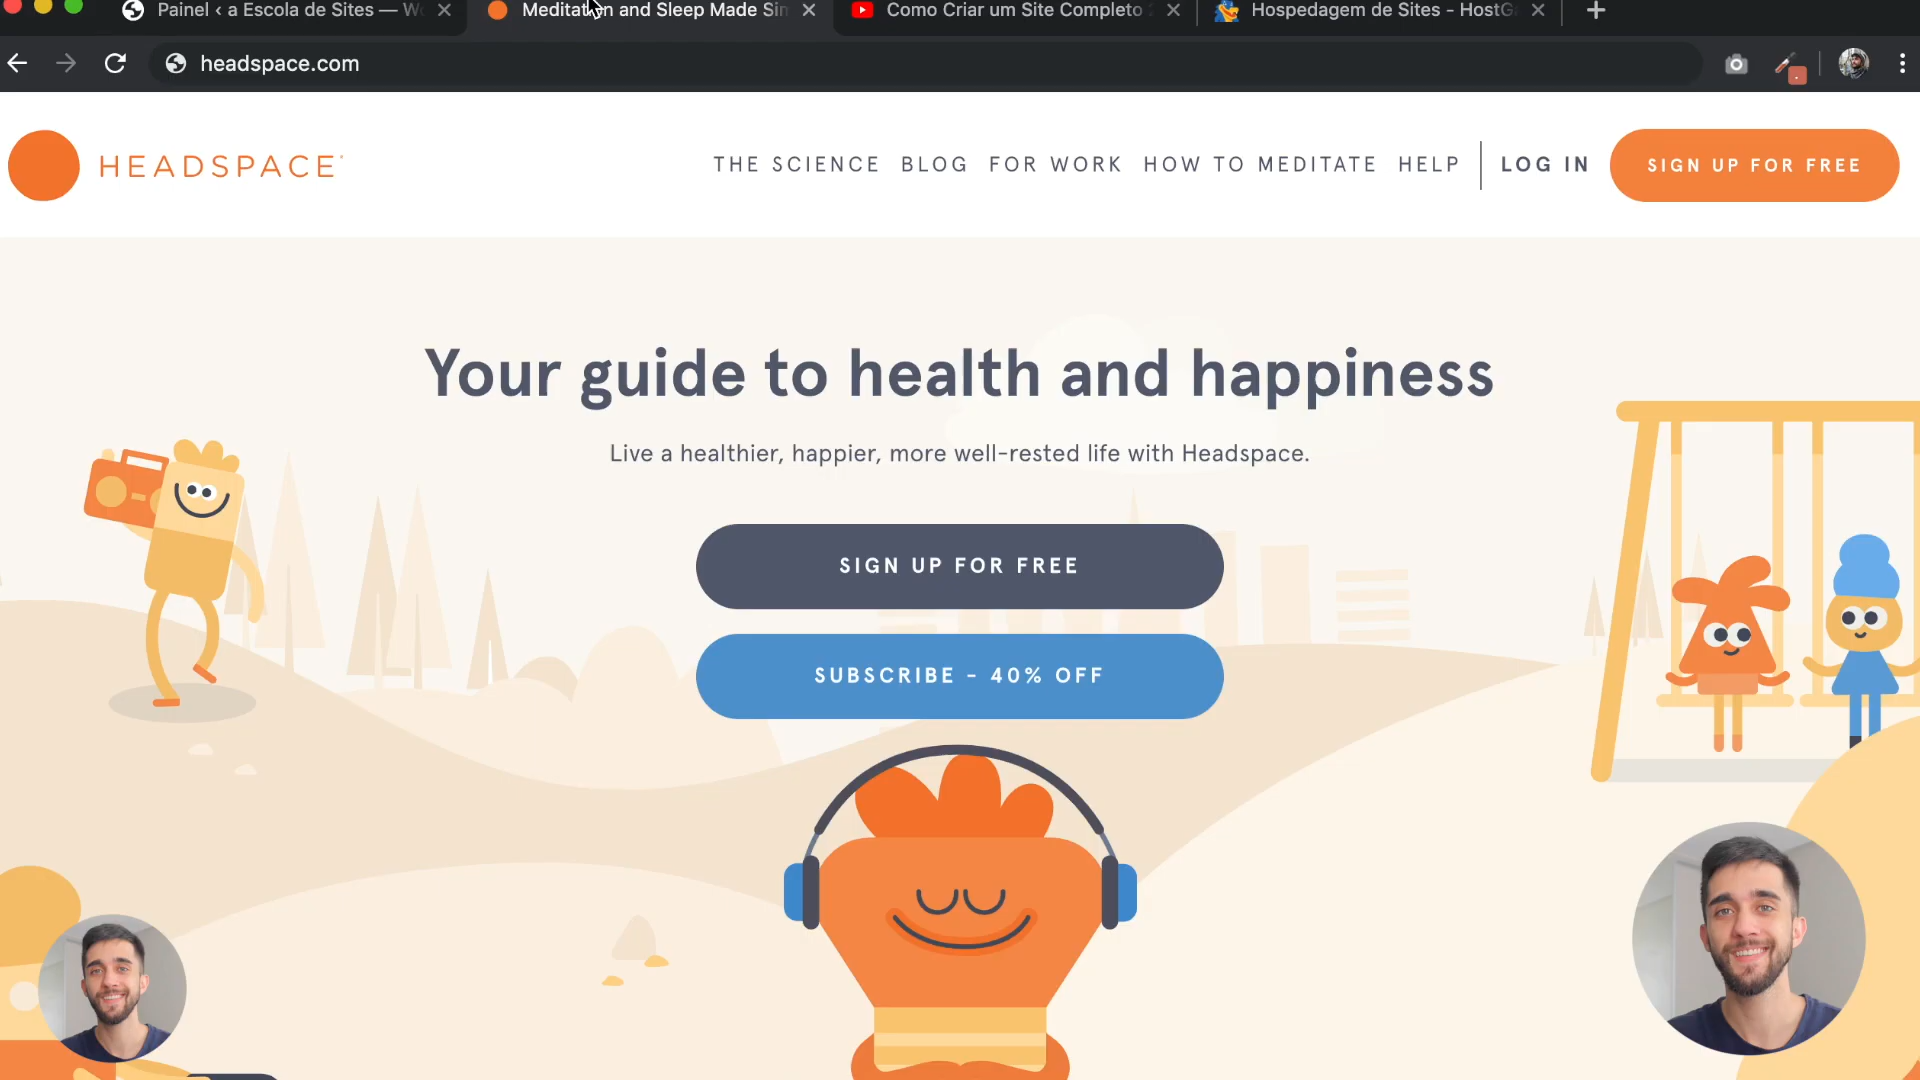 Painel ‹ a Escola de Sites — W
Meditation and Sleep Made Sim
Como Criar um Site Completo
Hospedagem de Sites - HostG
headspace.com
HEADSPACE
THE SCIENCE BLOG FOR WORK HOW TO MEDITATE HELP LOG IN SIGN UP FOR FREE
Your guide to health and happiness
Live a healthier, happier, more well-rested life with Headspace.
SIGN UP FOR FREE
SUBSCRIBE - 40% OFF